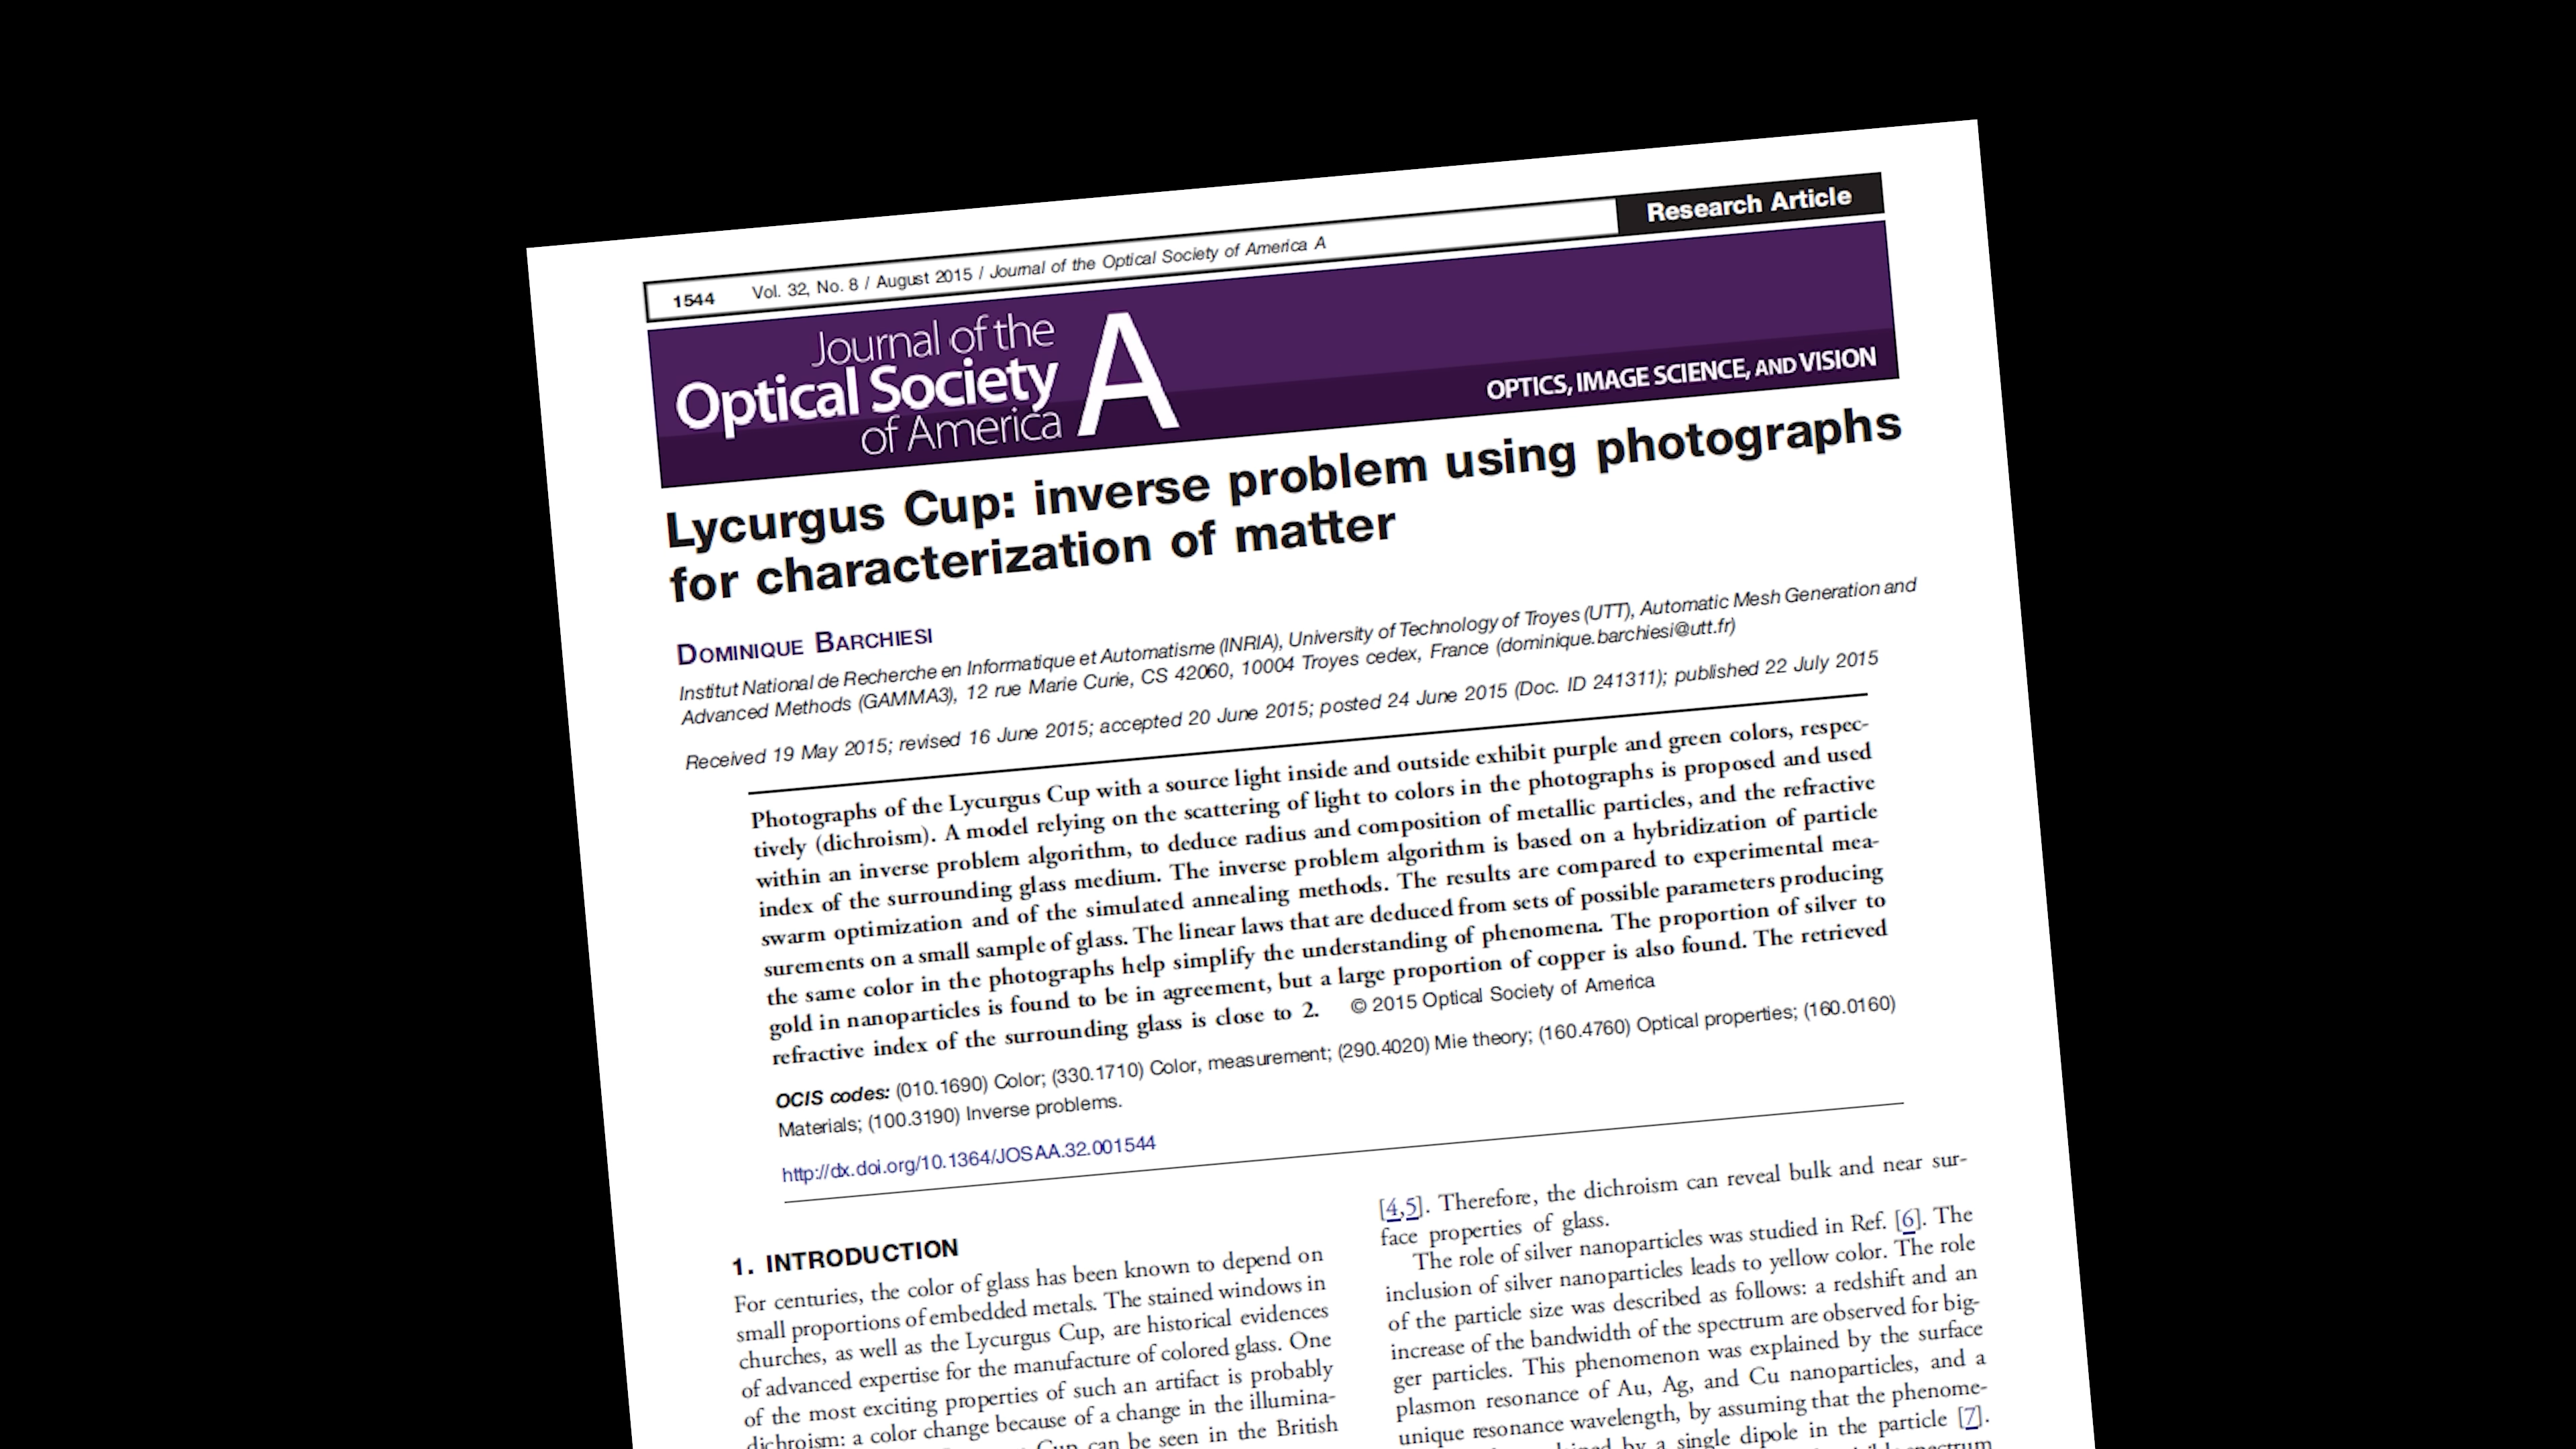 1544 Vol. 32, No. 8 / August 2015 / Journal of the Optical Society of America A
Research Article
Journal of the
Optical Society
of America
A
OPTICS, IMAGE SCIENCE, AND VISION
Lycurgus Cup: inverse problem using photographs
for characterization of matter
DOMINIQUE BARCHIESI
Institut National de Recherche en Informatique et Automatisme (INRIA), University of Technology of Troyes (UTT), Automatic Mesh Generation and
Advanced Methods (GAMMA3), 12 rue Marie Curie, CS 42060, 10004 Troyes cedex, France (dominique.barchiesi@utt.fr)
Received 19 May 2015; revised 16 June 2015; accepted 20 June 2015; posted 24 June 2015 (Doc. ID 241311); published 22 July 2015
Photographs of the Lycurgus Cup with a source light inside and outside exhibit purple and green colors, respec-
tively (dichroism). A model relying on the scattering of light to colors in the photographs is proposed and used
within an inverse problem algorithm, to deduce radius and composition of metallic particles, and the refractive
index of the surrounding glass medium. The inverse problem algorithm is based on a hybridization of particle
swarm optimization and of the simulated annealing methods. The results are compared to experimental mea-
surements on a small sample of glass. The linear laws that are deduced from sets of possible parameters producing
the same color in the photographs help simplify the understanding of phenomena. The proportion of silver to
gold in nanoparticles is found to be in agreement, but a large proportion of copper is also found. The retrieved
refractive index of the surrounding glass is close to 2. © 2015 Optical Society of America
OCIS codes: (010.1690) Color; (330.1710) Color, measurement; (290.4020) Mie theory; (160.4760) Optical properties; (160.0160)
Materials; (100.3190) Inverse problems.
http://dx.doi.org/10.1364/JOSAA.32.001544
1. INTRODUCTION
For centuries, the color of glass has been known to depend on
small proportions of embedded metals. The stained windows in
churches, as well as the Lycurgus Cup, are historical evidences
of advanced expertise for the manufacture of colored glass. One
of the most exciting properties of such an artifact is probably
dichroism: a color change because of a change in the illumina-
Cup can be seen in the British
[4,5]. Therefore, the dichroism can reveal bulk and near sur-
face properties of glass.
The role of silver nanoparticles was studied in Ref. [6]. The
inclusion of silver nanoparticles leads to yellow color. The role
of the particle size was described as follows: a redshift and an
increase of the bandwidth of the spectrum are observed for big-
ger particles. This phenomenon was explained by the surface
plasmon resonance of Au, Ag, and Cu nanoparticles, and a
unique resonance wavelength, by assuming that the phenome-
by a single dipole in the particle [7].
spectrum